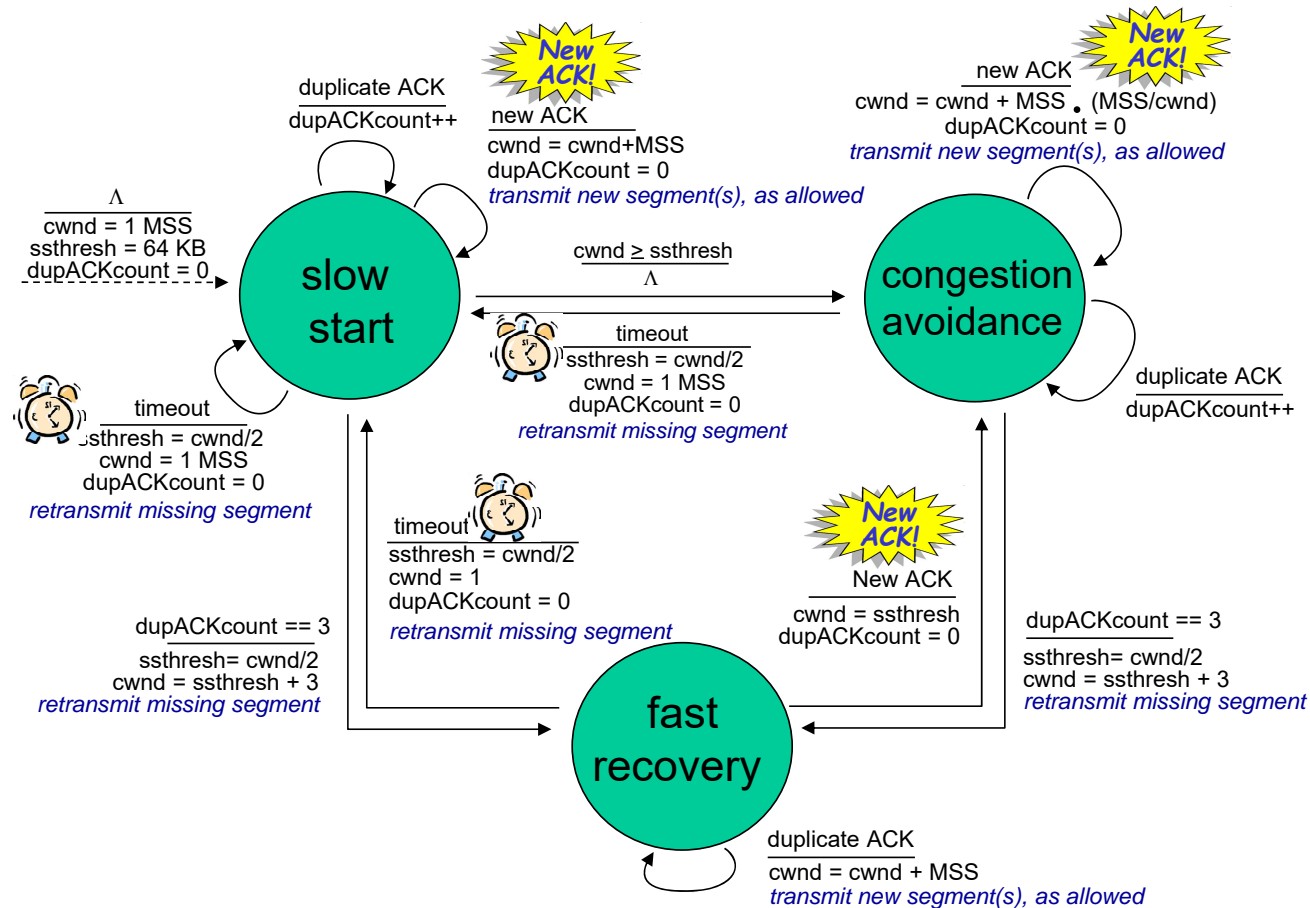 New
ACK!
duplicate ACK
dupACKcount++
new ACK
cwnd = cwnd+MSS
dupACKcount = 0
transmit new segment(s), as allowed
New
ACK!
new ACK
cwnd = cwnd + MSS • (MSS/cwnd)
dupACKcount = 0
transmit new segment(s), as allowed
Λ
cwnd = 1 MSS
ssthresh = 64 KB
dupACKcount = 0
slow
start
cwnd ≥ ssthresh
Λ
congestion
avoidance
timeout
ssthresh = cwnd/2
cwnd = 1 MSS
dupACKcount = 0
retransmit missing segment
duplicate ACK
dupACKcount++
timeout
ssthresh = cwnd/2
cwnd = 1 MSS
dupACKcount = 0
retransmit missing segment
timeout
ssthresh = cwnd/2
cwnd = 1
dupACKcount = 0
retransmit missing segment
New
ACK!
New ACK
cwnd = ssthresh
dupACKcount = 0
dupACKcount == 3
ssthresh= cwnd/2
cwnd = ssthresh + 3
retransmit missing segment
dupACKcount == 3
ssthresh= cwnd/2
cwnd = ssthresh + 3
retransmit missing segment
fast
recovery
duplicate ACK
cwnd = cwnd + MSS
transmit new segment(s), as allowed